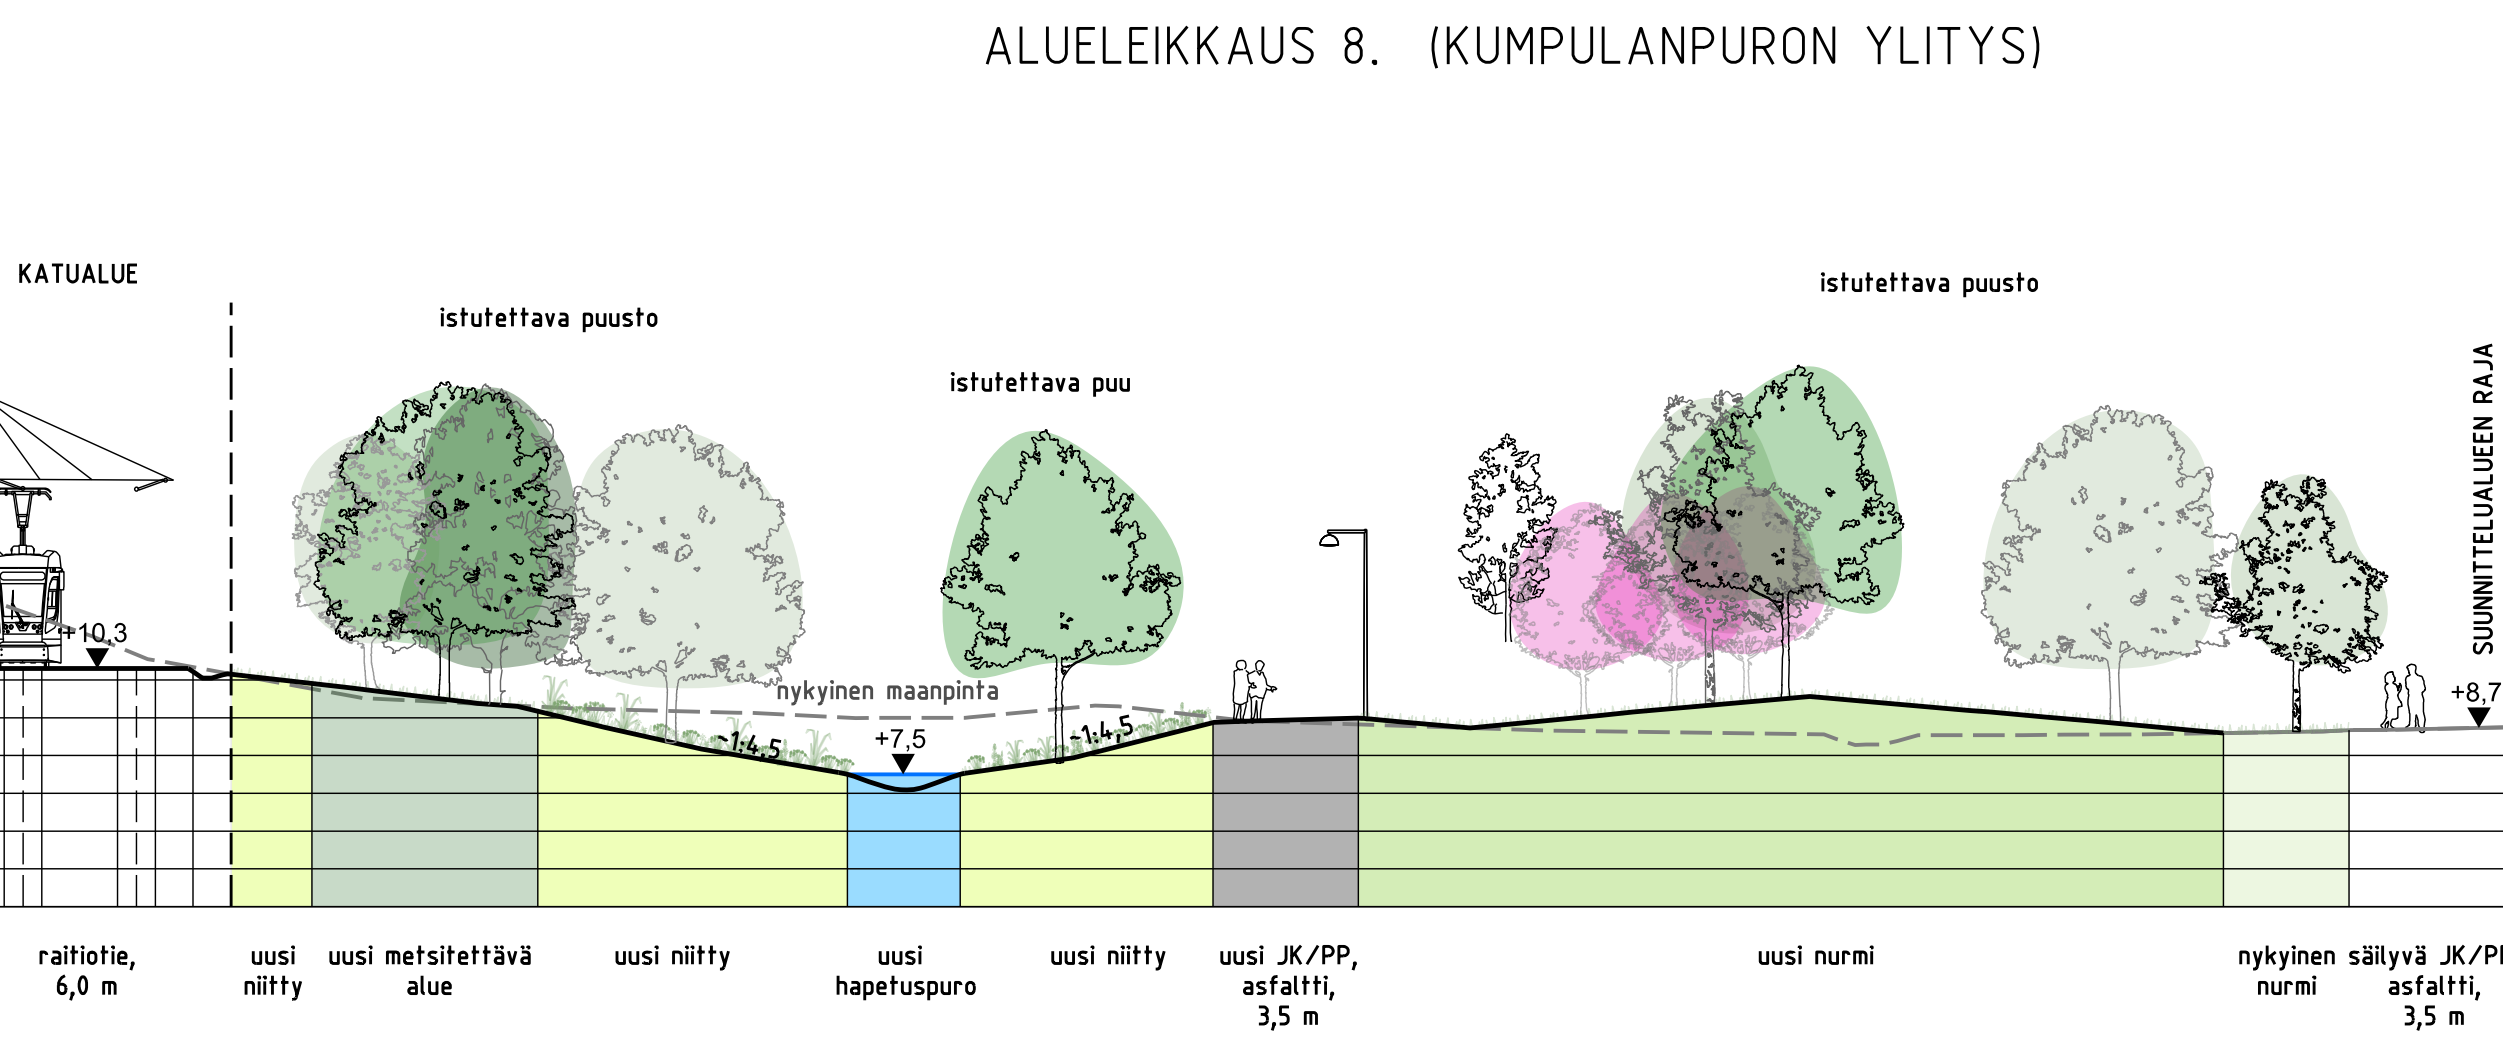 ALUELEIKKAUS 8. (KUMPULANPURON YLITYS)
KATUALUE
istutettava puusto
istutettava puu
istutettava puusto
SUUNNITTELUALUEEN RAJA
+10,3
nykyinen maanpinta
~1:4,5
+7,5
~1:4,5
+8,7
raitiotie,
6,0 m
uusi
niitty
uusi metsitettävä
alue
uusi niitty
uusi
hapetuspuro
uusi niitty
uusi JK/PP,
asfaltti,
3,5 m
uusi nurmi
nykyinen
nurmi
säilyvä JK/P
asfaltti,
3,5 m